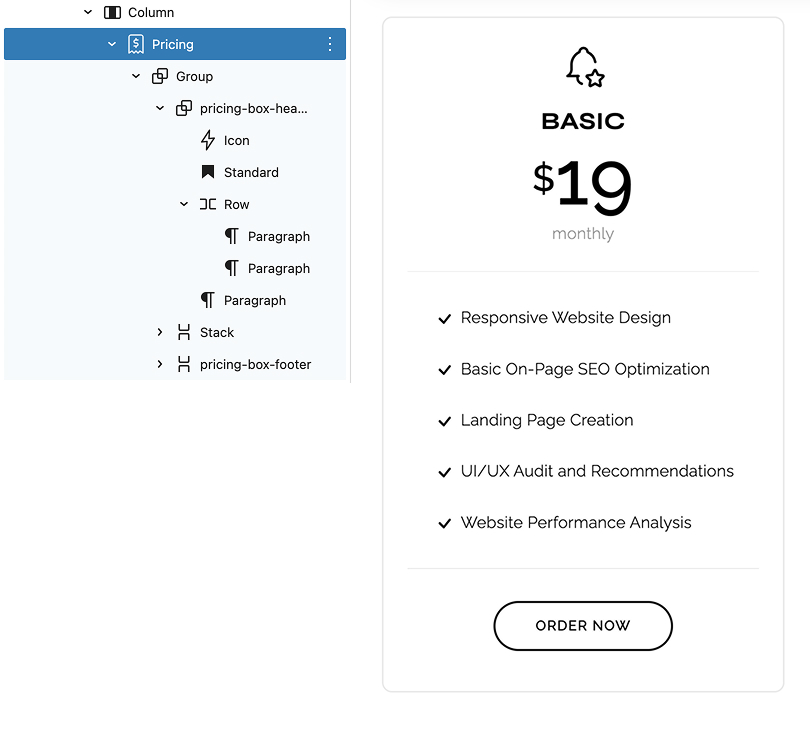 Column
Pricing
Group
pricing-box-hea...
Icon
Standard
Row
Paragraph
Paragraph
Paragraph
Stack
pricing-box-footer
BASIC
$19
monthly
Responsive Website Design
Basic On-Page SEO Optimization
Landing Page Creation
UI/UX Audit and Recommendations
Website Performance Analysis
ORDER NOW